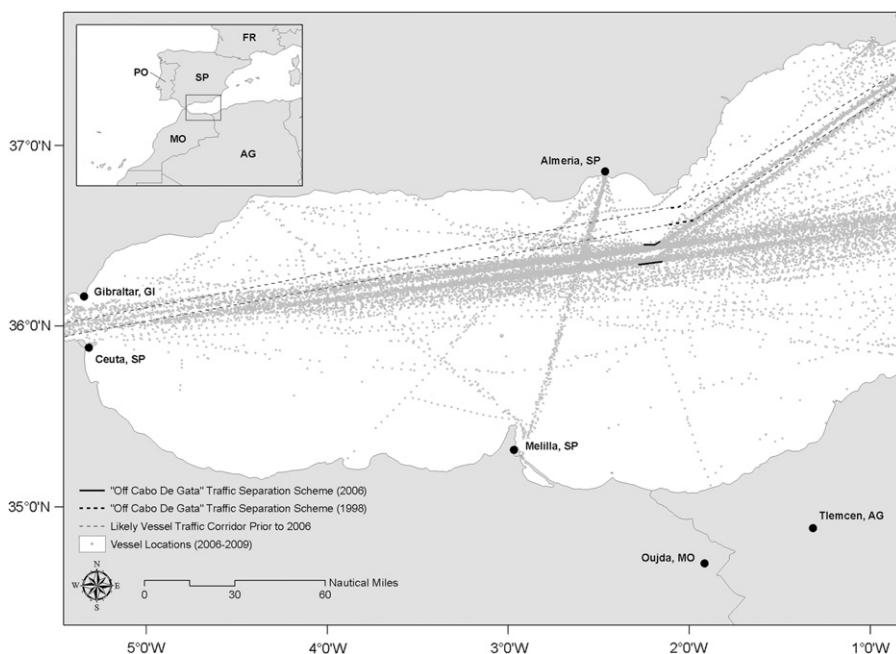 FR
PO
SP
MO
AG
37°0'N
Almeria, SP
Gibraltar, GI
36°0'N
Ceuta, SP
Melilla, SP
35°0'N
"Off Cabo De Gata" Traffic Separation Scheme (2006)
"Off Cabo De Gata" Traffic Separation Scheme (1998)
Likely Vessel Traffic Corridor Prior to 2006
Vessel Locations (2006-2009)
Tlemcen, AG
Oujda, MO
N
W E
S
Nautical Miles
0 15 30 60
5°0'W 4°0'W 3°0'W 2°0'W 1°0'W